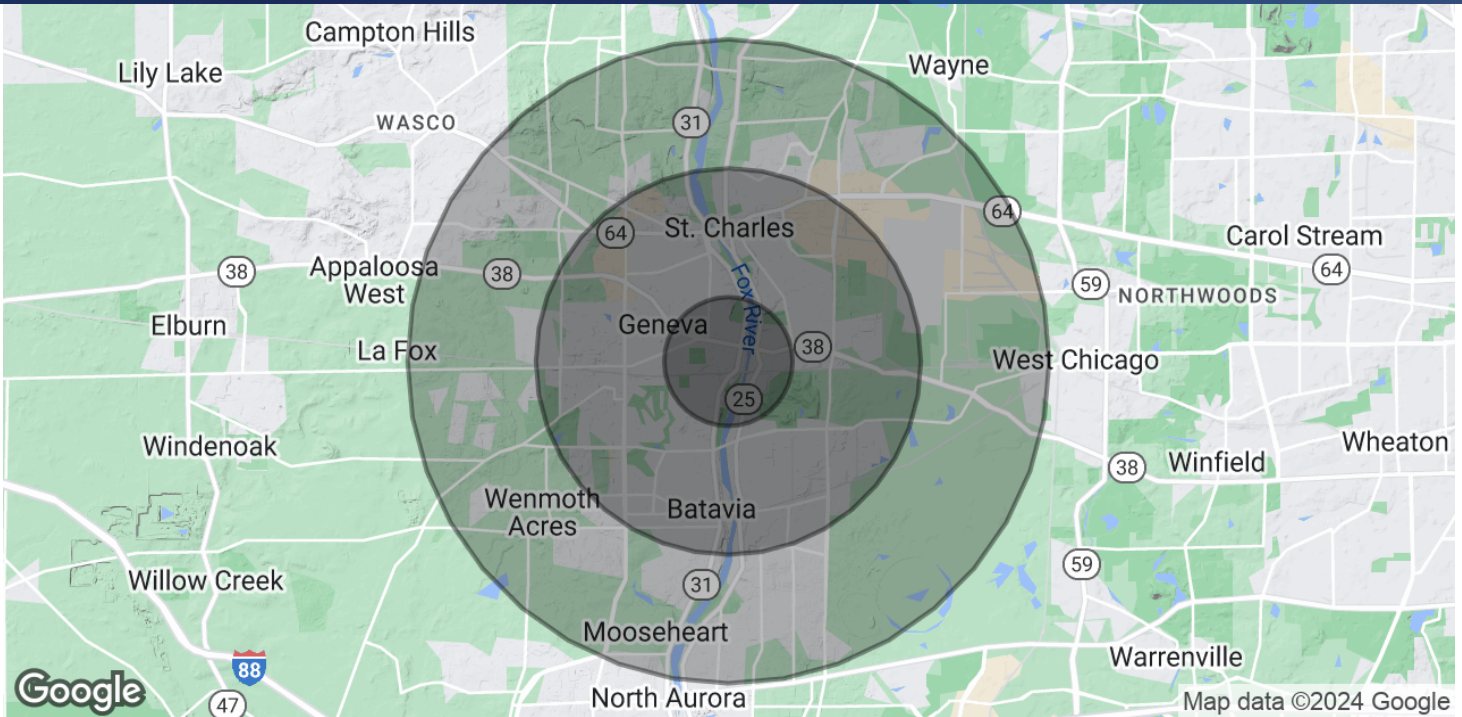 Campton Hills
Lily Lake
Wayne
WASCO
31
64
St. Charles
64
Carol Stream
64
38
Appaloosa
West
38
59
NORTHWOODS
Fox River
Elburn
Geneva
La Fox
38
West Chicago
25
Windenoak
Wheaton
38
Winfield
Wenmoth
Acres
Batavia
59
Willow Creek
31
Mooseheart
Warrenville
88
Google
47
North Aurora
Map data ©2024 Google